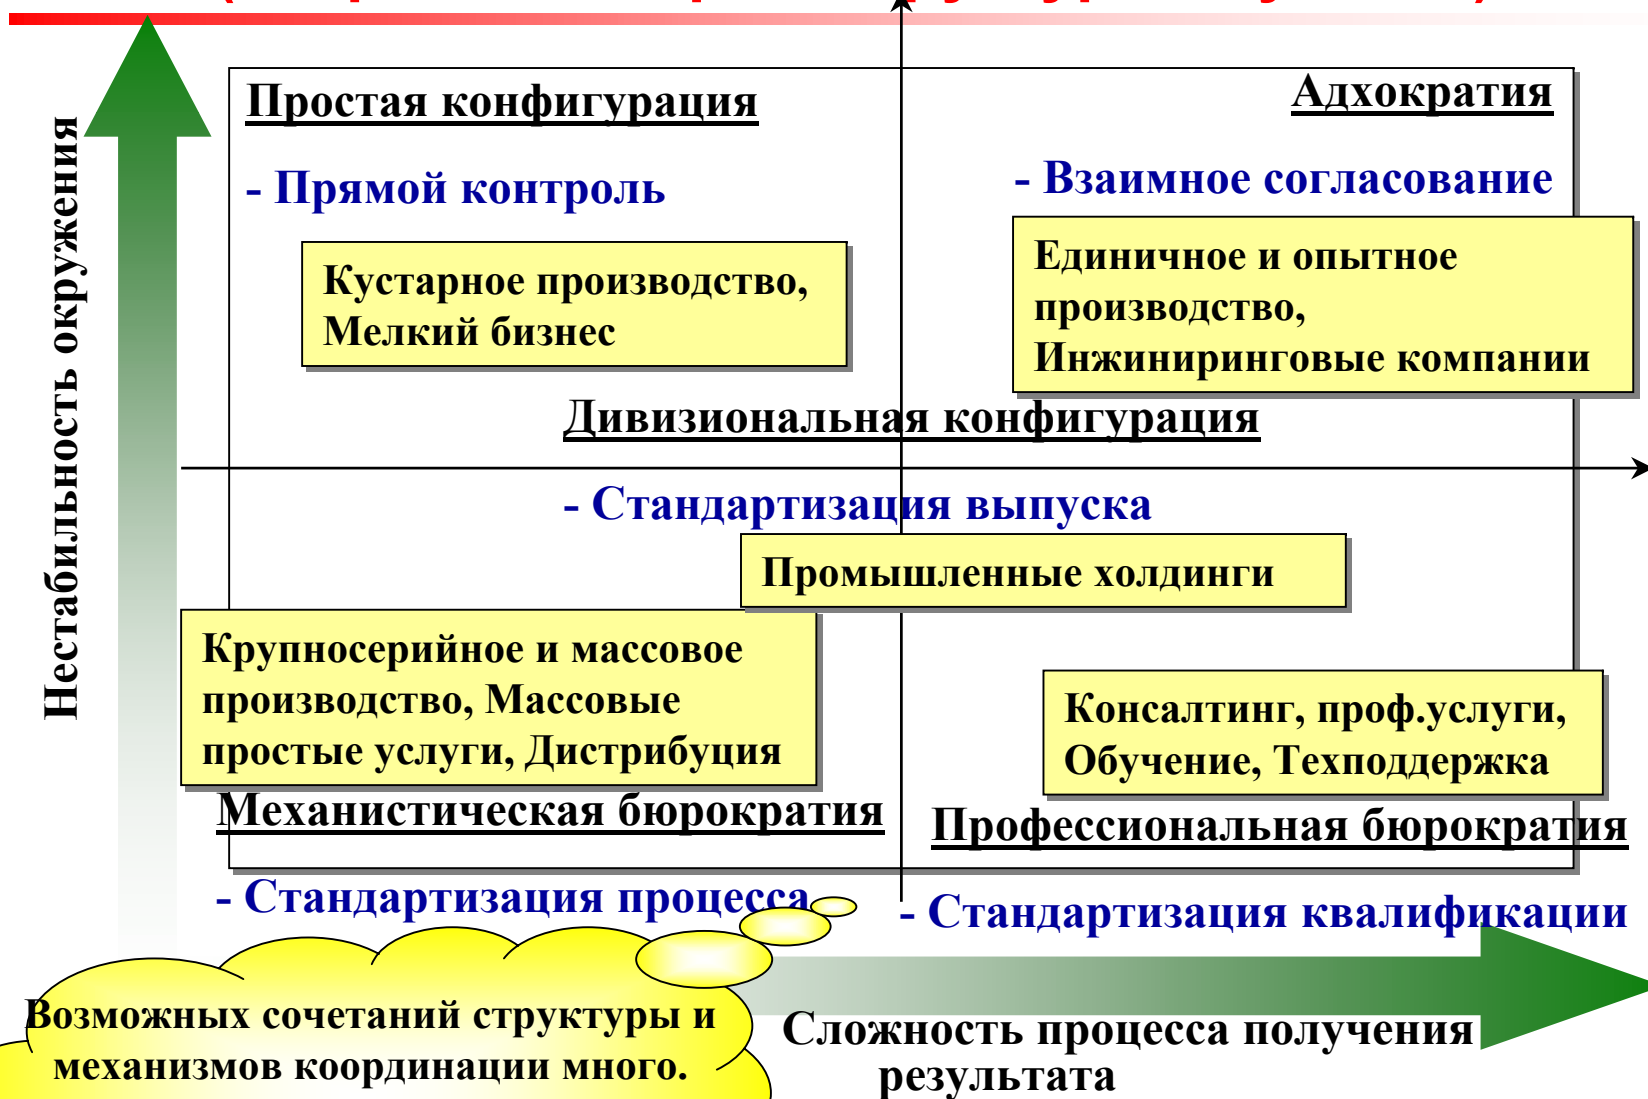 Простая конфигурация
Адхократия
- Прямой контроль
- Взаимное согласование
Кустарное производство,
Мелкий бизнес
Единичное и опытное
производство,
Инжиниринговые компании
Нестабильность окружения
Дивизиональная конфигурация
- Стандартизация выпуска
Промышленные холдинги
Крупносерийное и массовое
производство, Массовые
простые услуги, Дистрибуция
Консалтинг, проф.услуги,
Обучение, Техподдержка
Механистическая бюрократия
Профессиональная бюрократия
- Стандартизация процесса
- Стандартизация квалификации
Возможных сочетаний структуры и
механизмов координации много.
Сложность процесса получения
результата